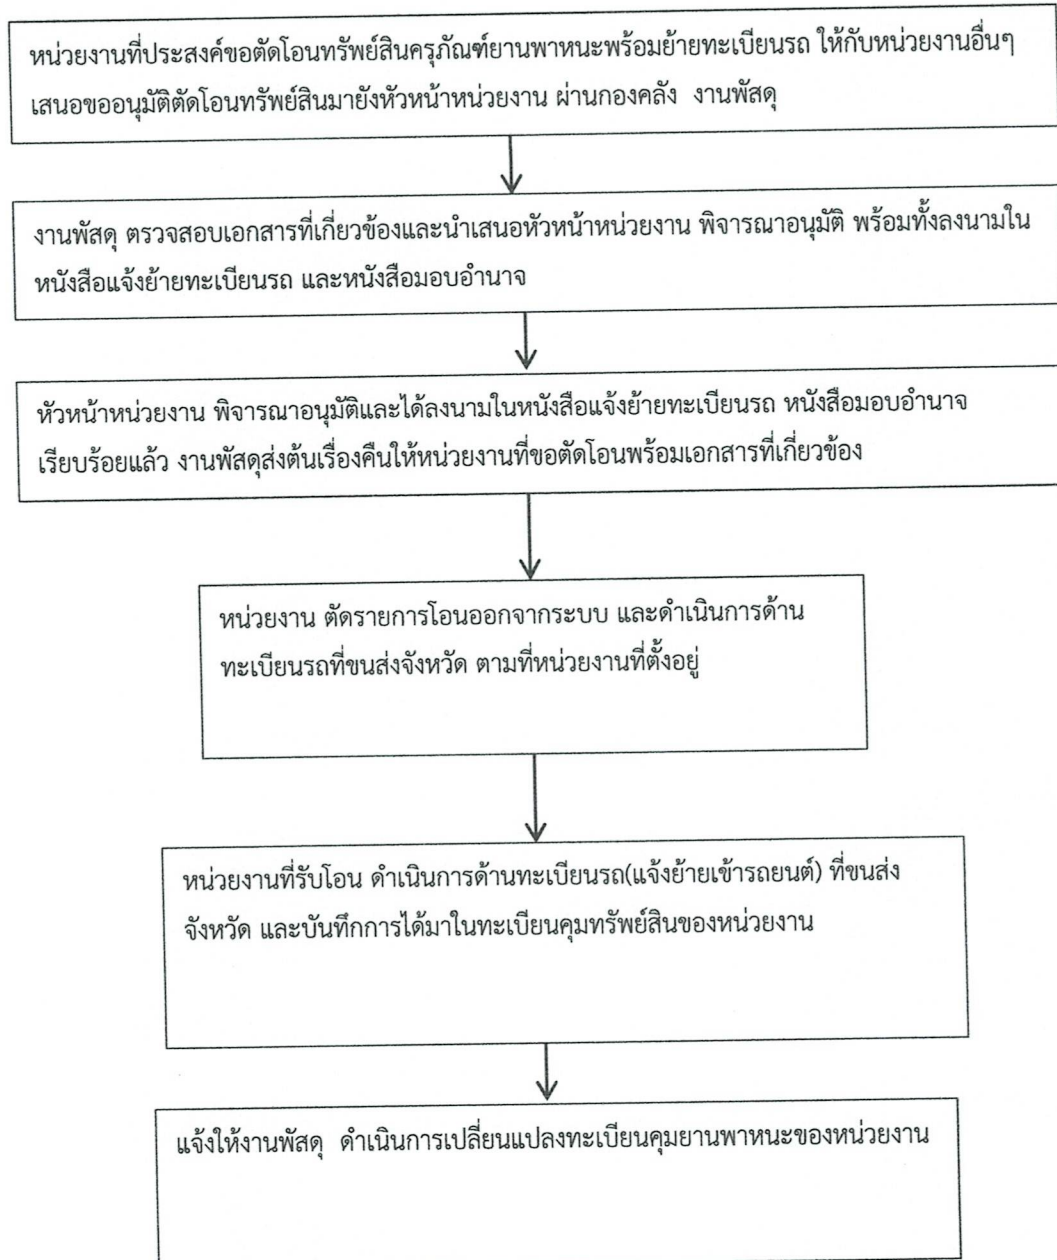 หน่วยงานที่ประสงค์ขอตัดโอนทรัพย์สินครุภัณฑ์ยานพาหนะพร้อมย้ายทะเบียนรถ ให้กับหน่วยงานอื่นๆ
เสนอขออนุมัติตัดโอนทรัพย์สินมายังหัวหน้าหน่วยงาน ผ่านกองคลัง งานพัสดุ
งานพัสดุ ตรวจสอบเอกสารที่เกี่ยวข้องและนำเสนอหัวหน้าหน่วยงาน พิจารณาอนุมัติ พร้อมทั้งลงนามใน
หนังสือแจ้งย้ายทะเบียนรถ และหนังสือมอบอำนาจ
หัวหน้าหน่วยงาน พิจารณาอนุมัติและได้ลงนามในหนังสือแจ้งย้ายทะเบียนรถ หนังสือมอบอำนาจ
เรียบร้อยแล้ว งานพัสดุส่งต้นเรื่องคืนให้หน่วยงานที่ขอตัดโอนพร้อมเอกสารที่เกี่ยวข้อง
หน่วยงาน ตัดรายการโอนออกจากระบบ และดำเนินการด้าน
ทะเบียนรถที่ขนส่งจังหวัด ตามที่หน่วยงานที่ตั้งอยู่
หน่วยงานที่รับโอน ดำเนินการด้านทะเบียนรถ(แจ้งย้ายเข้ารถยนต์) ที่ขนส่ง
จังหวัด และบันทึกการได้มาในทะเบียนคุมทรัพย์สินของหน่วยงาน
แจ้งให้งานพัสดุ ดำเนินการเปลี่ยนแปลงทะเบียนคุมยานพาหนะของหน่วยงาน